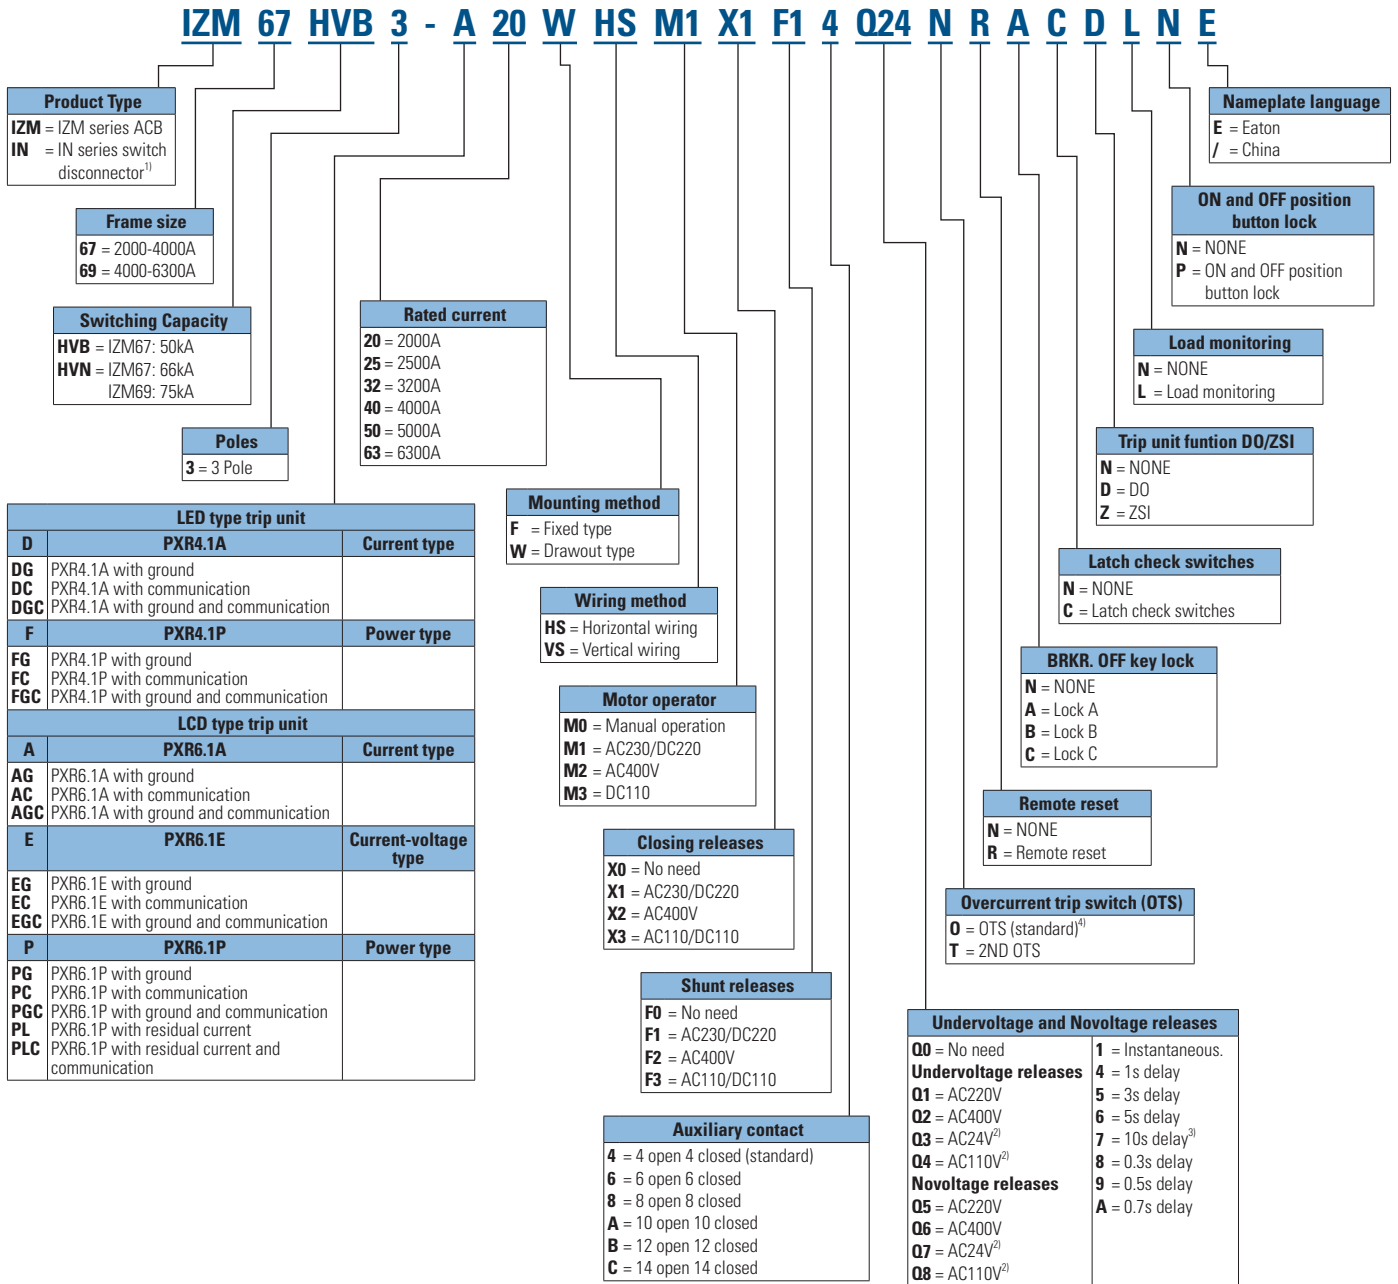 IZM 67 HVB 3 - A 20 W HS M1 X1 F1 4 Q24 N R A C D L N E
Product Type
IZM = IZM series ACB
IN = IN series switch
disconnector1)
Frame size
67 = 2000-4000A
69 = 4000-6300A
Switching Capacity
HVB = IZM67: 50kA
HVN = IZM67: 66kA
IZM69: 75kA
Poles
3 = 3 Pole
LED type trip unit
D PXR4.1A Current type
DG PXR4.1A with ground
DC PXR4.1A with communication
DGC PXR4.1A with ground and communication
F PXR4.1P Power type
FG PXR4.1P with ground
FC PXR4.1P with communication
FGC PXR4.1P with ground and communication
LCD type trip unit
A PXR6.1A Current type
AG PXR6.1A with ground
AC PXR6.1A with communication
AGC PXR6.1A with ground and communication
E PXR6.1E Current-voltage
type
EG PXR6.1E with ground
EC PXR6.1E with communication
EGC PXR6.1E with ground and communication
P PXR6.1P Power type
PG PXR6.1P with ground
PC PXR6.1P with communication
PGC PXR6.1P with ground and communication
PL PXR6.1P with residual current
PLC PXR6.1P with residual current and
communication
Rated current
20 = 2000A
25 = 2500A
32 = 3200A
40 = 4000A
50 = 5000A
63 = 6300A
Mounting method
F = Fixed type
W = Drawout type
Wiring method
HS = Horizontal wiring
VS = Vertical wiring
Motor operator
M0 = Manual operation
M1 = AC230/DC220
M2 = AC400V
M3 = DC110
Closing releases
X0 = No need
X1 = AC230/DC220
X2 = AC400V
X3 = AC110/DC110
Shunt releases
F0 = No need
F1 = AC230/DC220
F2 = AC400V
F3 = AC110/DC110
Auxiliary contact
4 = 4 open 4 closed (standard)
6 = 6 open 6 closed
8 = 8 open 8 closed
A = 10 open 10 closed
B = 12 open 12 closed
C = 14 open 14 closed
Undervoltage and Novoltage releases
Q0 = No need
Undervoltage releases
Q1 = AC220V
Q2 = AC400V
Q3 = AC24V2)
Q4 = AC110V2)
Novoltage releases
Q5 = AC220V
Q6 = AC400V
Q7 = AC24V2)
Q8 = AC110V2)
1 = Instantaneous.
4 = 1s delay
5 = 3s delay
6 = 5s delay
7 = 10s delay3)
8 = 0.3s delay
9 = 0.5s delay
A = 0.7s delay
Overcurrent trip switch (OTS)
O = OTS (standard)4)
T = 2ND OTS
Remote reset
N = NONE
R = Remote reset
BRKR. OFF key lock
N = NONE
A = Lock A
B = Lock B
C = Lock C
Latch check switches
N = NONE
C = Latch check switches
Trip unit funtion DO/ZSI
N = NONE
D = DO
Z = ZSI
Load monitoring
N = NONE
L = Load monitoring
ON and OFF position
button lock
N = NONE
P = ON and OFF position
button lock
Nameplate language
E = Eaton
/ = China